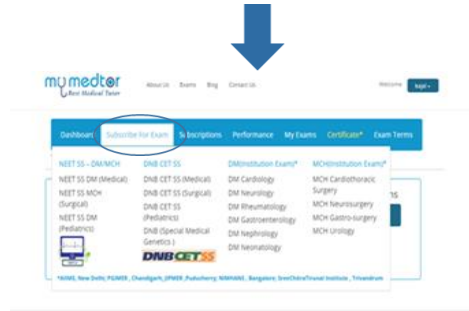 my medtor
Best Medical Tutor
About Us Exams Blog Contact Us Welcome
Dashboard Subscribe For Exam Subscriptions Performance My Exams Certificate* Exam Terms
NEET SS - DM/MCH
NEET SS DM (Medical)
NEET SS MCH
(Surgical)
NEET SS DM
(Pediatrics)
DNB CET SS
DNB CET SS (Medical)
DNB CET SS (Surgical)
DNB CET SS
(Pediatrics)
DNB (Special Medical
Genetics )
DNBCETSS
DM(Institution Exams*
DM Cardiology
DM Neurology
DM Rheumatology
DM Gastroenterology
DM Nephrology
DM Neonatology
MCH(Institution Exams*
MCH Cardiothoracic
Surgery
MCH Neurosurgery
MCH Gastro-surgery
MCH Urology
ns
*AIIMS, New Delhi; PGIMER , Chandigarh, JIPMER ,Puducherry; NIMHANS , Bangalore; SreeChitraTirunal Institute , Trivandrum